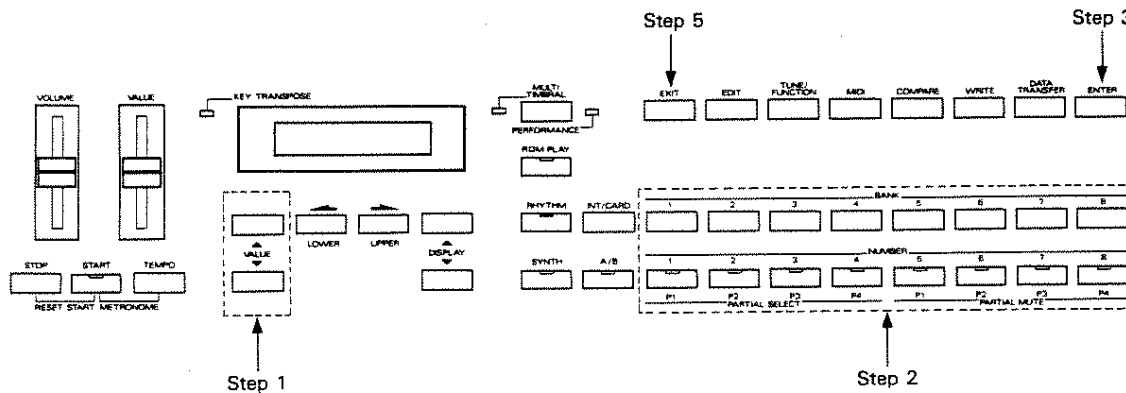 Step 5
Step 3
VOLUME
VALUE
KEY TRANSPOSE
MULTI
TIMBRAL
PERFORMANCE
EXIT
EDIT
TUNE/
FUNCTION
MIDI
COMPARE
WRITE
DATA
TRANSFER
ENTER
ROM PLAY
BANK
RHYTHM
INT/CARD
1 2 3 4 5 6 7 8
VALUE
LOWER
UPPER
DISPLAY
NUMBER
STOP
START
TEMPO
SYNTH
A/B
1 2 3 4 5 6 7 8
RESET START
METRONOME
P1 P2 P3 P4 P1 P2 P3 P4
PARTIAL SELECT
PARTIAL MUTE
Step 1
Step 2